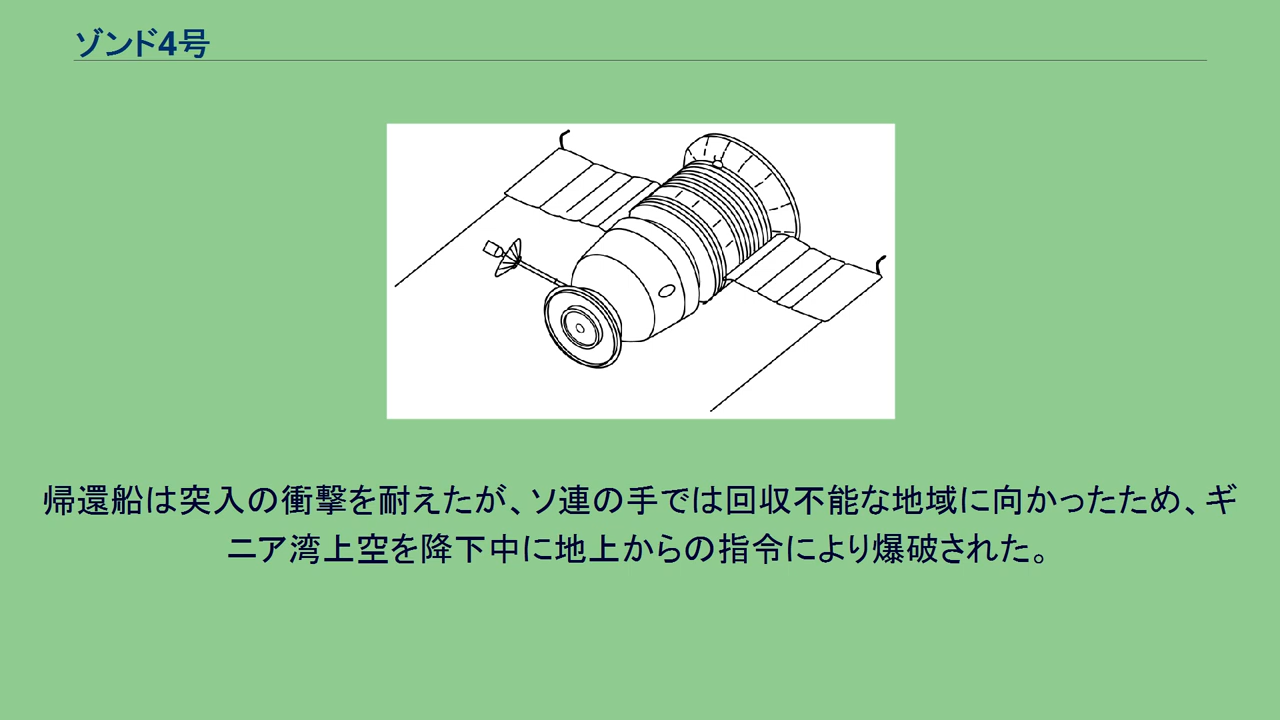 ゾンド4号
帰還船は突入の衝撃を耐えたが、ソ連の手では回収不能な地域に向かったため、ギ
ニア湾上空を降下中に地上からの指令により爆破された。